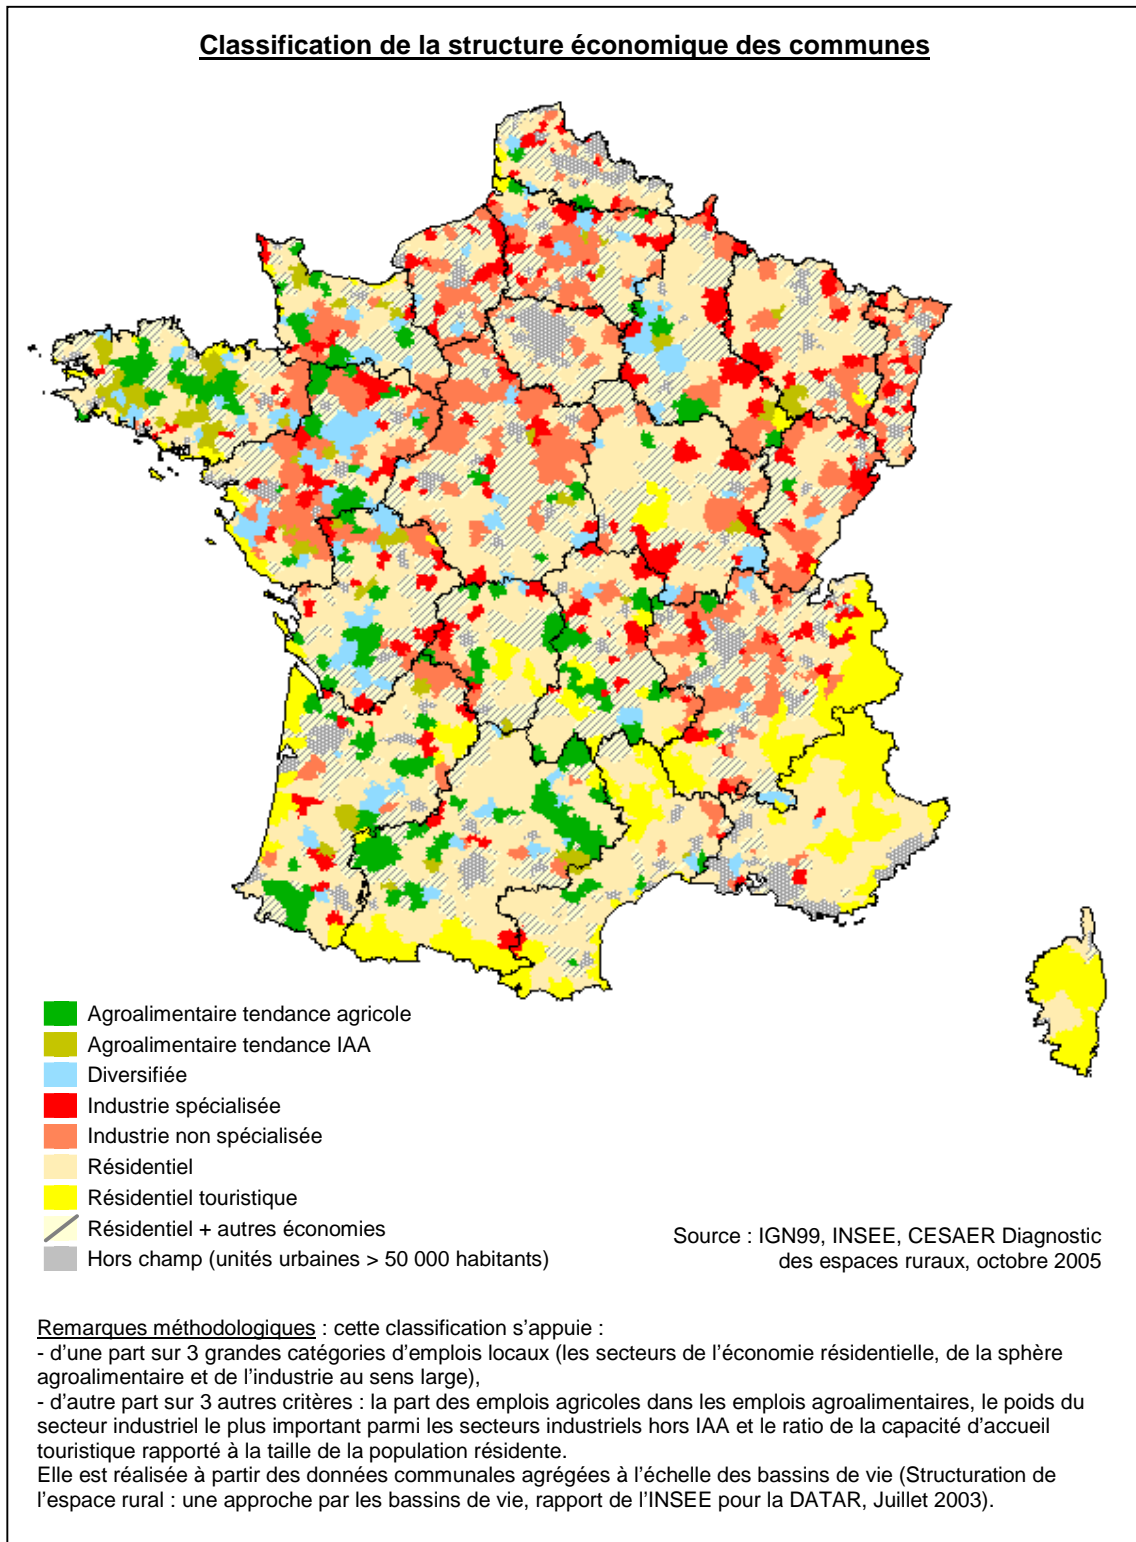 Classification de la structure économique des communes
Agroalimentaire tendance agricole
Agroalimentaire tendance IAA
Diversifiée
Industrie spécialisée
Industrie non spécialisée
Résidentiel
Résidentiel touristique
Résidentiel + autres économies
Hors champ (unités urbaines > 50 000 habitants)
Source : IGN99, INSEE, CESAER Diagnostic
des espaces ruraux, octobre 2005
Remarques méthodologiques : cette classification s’appuie :
- d’une part sur 3 grandes catégories d’emplois locaux (les secteurs de l’économie résidentielle, de la sphère
agroalimentaire et de l’industrie au sens large),
- d’autre part sur 3 autres critères : la part des emplois agricoles dans les emplois agroalimentaires, le poids du
secteur industriel le plus important parmi les secteurs industriels hors IAA et le ratio de la capacité d’accueil
touristique rapporté à la taille de la population résidente.
Elle est réalisée à partir des données communales agrégées à l’échelle des bassins de vie (Structuration de
l’espace rural : une approche par les bassins de vie, rapport de l’INSEE pour la DATAR, Juillet 2003).